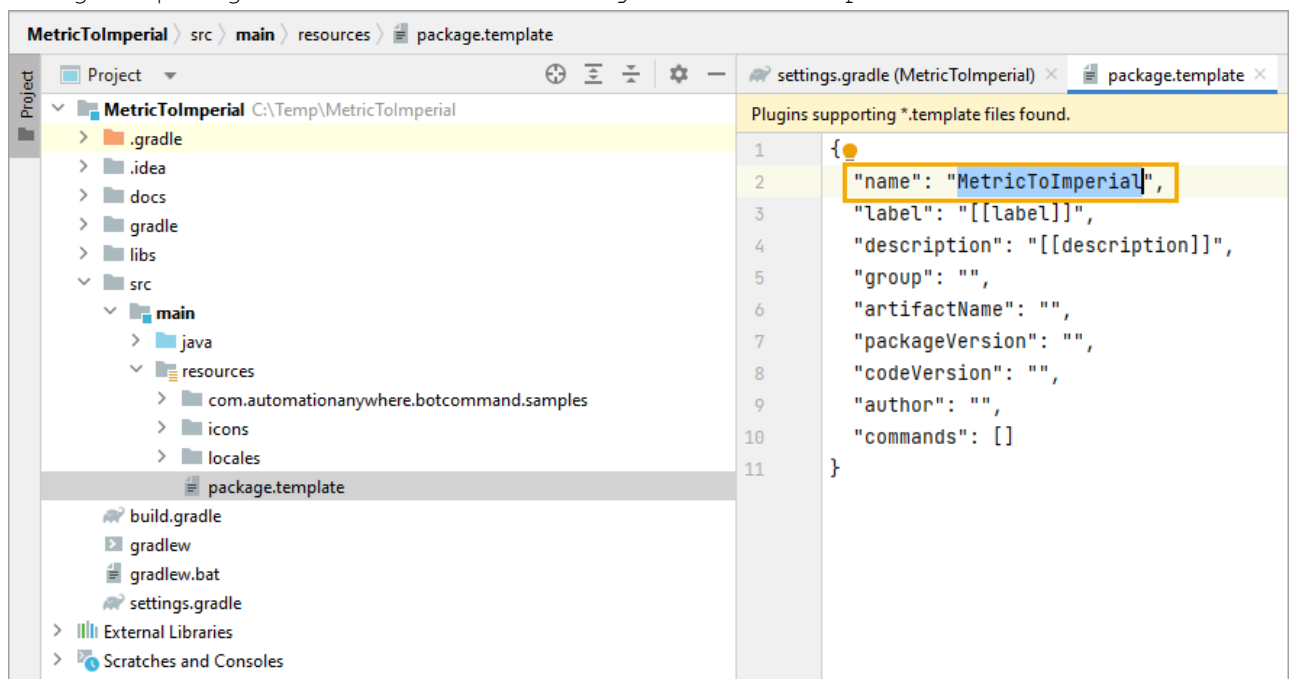 MetricToImperial 〉 src 〉 main 〉 resources 〉 package.template
Project
Project
settings.gradle (MetricToImperial)
package.template
MetricToImperial C:\Temp\MetricToImperial
.gradle
.idea
docs
gradle
libs
src
main
java
resources
com.automationanywhere.botcommand.samples
icons
locales
package.template
build.gradle
gradlew
gradlew.bat
settings.gradle
External Libraries
Scratches and Consoles
Plugins supporting *.template files found.
1 {
2 "name": "MetricToImperial",
3 "label": "[[label]]",
4 "description": "[[description]]",
5 "group": "",
6 "artifactName": "",
7 "packageVersion": "",
8 "codeVersion": "",
9 "author": "",
10 "commands": []
11 }